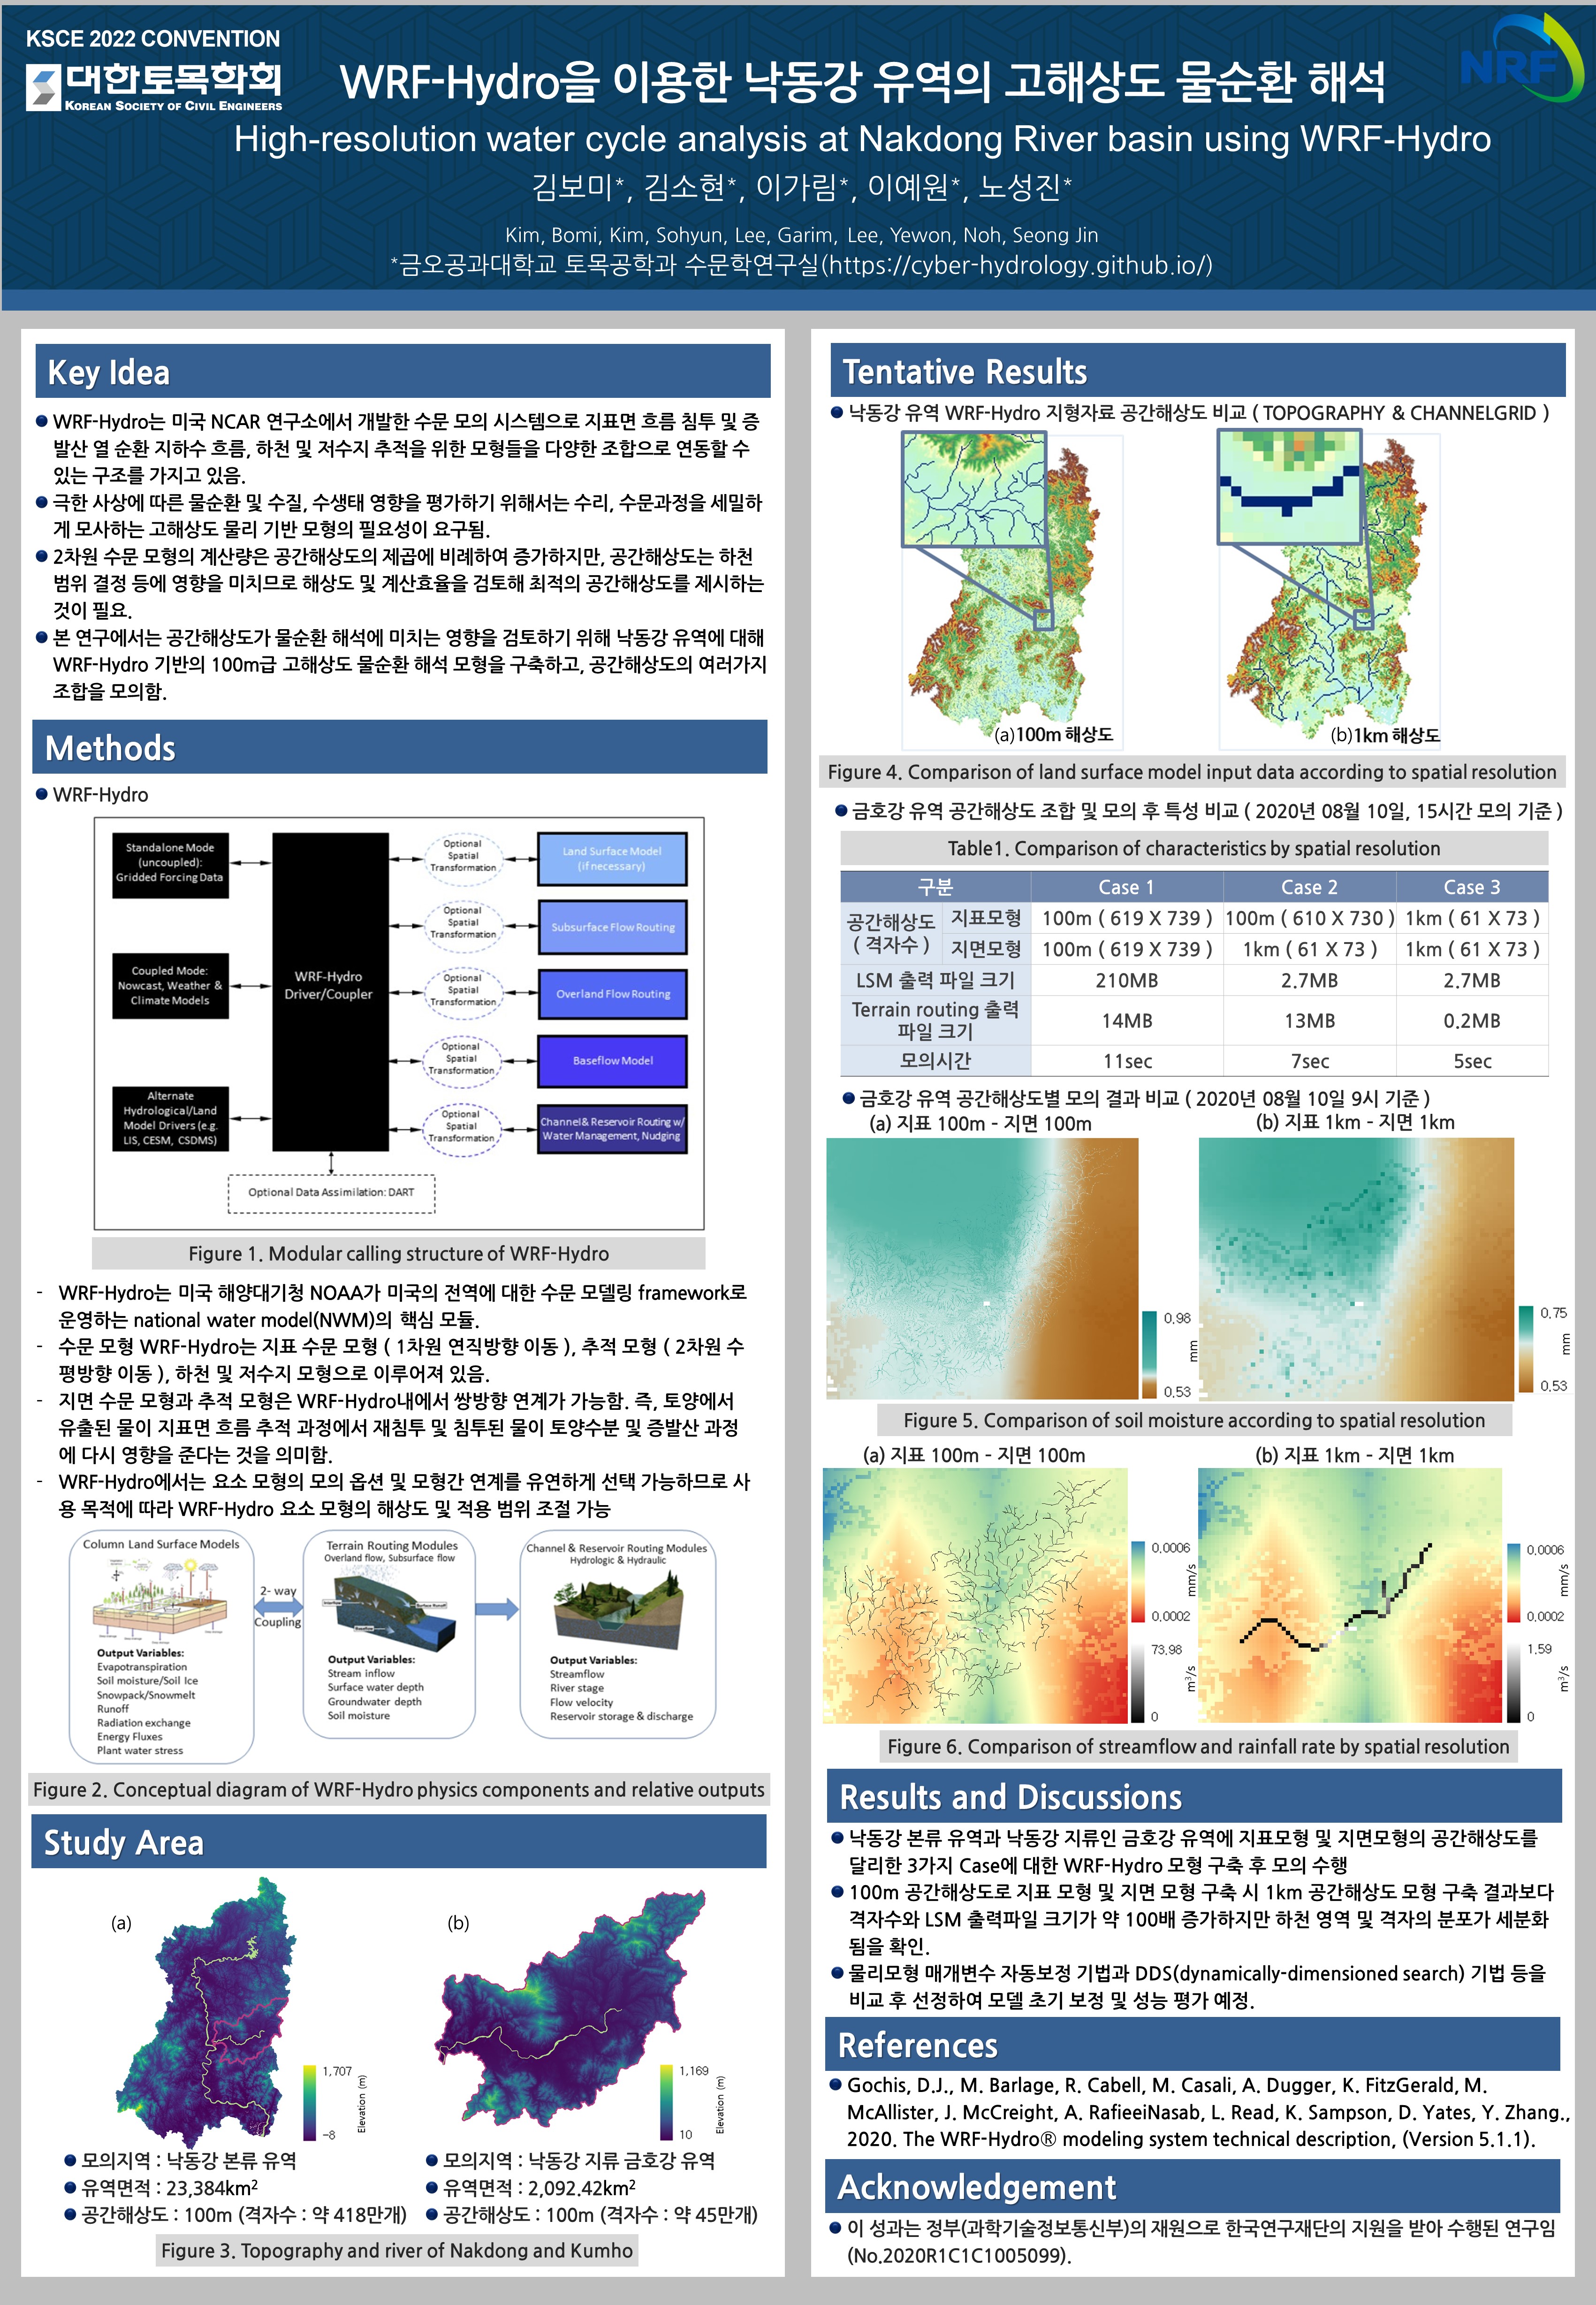 KSCE 2022 CONVENTION
대한토목학회
KOREAN SOCIETY OF CIVIL ENGINEERS
NRF
WRF-Hydro을 이용한 낙동강 유역의 고해상도 물순환 해석
High-resolution water cycle analysis at Nakdong River basin using WRF-Hydro
김보미*, 김소현*, 이가림*, 이예원*, 노성진*
Kim, Bomi, Kim, Sohyun, Lee, Garim, Lee, Yewon, Noh, Seong Jin
*금오공과대학교 토목공학과 수문학연구실(https://cyber-hydrology.github.io/)
Key Idea
WRF-Hydro는 미국 NCAR 연구소에서 개발한 수문 모의 시스템으로 지표면 흐름 침투 및 증
발산 열 순환 지하수 흐름, 하천 및 저수지 추적을 위한 모형들을 다양한 조합으로 연동할 수
있는 구조를 가지고 있음.
극한 사상에 따른 물순환 및 수질, 수생태 영향을 평가하기 위해서는 수리, 수문과정을 세밀하
게 모사하는 고해상도 물리 기반 모형의 필요성이 요구됨.
2차원 수문 모형의 계산량은 공간해상도의 제곱에 비례하여 증가하지만, 공간해상도는 하천
범위 결정 등에 영향을 미치므로 해상도 및 계산효율을 검토해 최적의 공간해상도를 제시하는
것이 필요.
본 연구에서는 공간해상도가 물순환 해석에 미치는 영향을 검토하기 위해 낙동강 유역에 대해
WRF-Hydro 기반의 100m급 고해상도 물순환 해석 모형을 구축하고, 공간해상도의 여러가지
조합을 모의함.
Methods
WRF-Hydro
Standalone Mode
(uncoupled):
Gridded Forcing Data
Coupled Mode:
Nowcast, Weather &
Climate Models
Alternate
Hydrological/Land
Model Drivers (e.g.
LIS, CESM, CSDMS)
WRF-Hydro
Driver/Coupler
Optional
Spatial
Transformation
Land Surface Model
(if necessary)
Optional
Spatial
Transformation
Subsurface Flow Routing
Optional
Spatial
Transformation
Overland Flow Routing
Optional
Spatial
Transformation
Baseflow Model
Optional
Spatial
Transformation
Channel & Reservoir Routing w/
Water Management, Nudging
Optional Data Assimilation: DART
Figure 1. Modular calling structure of WRF-Hydro
- WRF-Hydro는 미국 해양대기청 NOAA가 미국의 전역에 대한 수문 모델링 framework로
운영하는 national water model(NWM)의 핵심 모듈.
- 수문 모형 WRF-Hydro는 지표 수문 모형 ( 1차원 연직방향 이동 ), 추적 모형 ( 2차원 수
평방향 이동 ), 하천 및 저수지 모형으로 이루어져 있음.
- 지면 수문 모형과 추적 모형은 WRF-Hydro내에서 쌍방향 연계가 가능함. 즉, 토양에서
유출된 물이 지표면 흐름 추적 과정에서 재침투 및 침투된 물이 토양수분 및 증발산 과정
에 다시 영향을 준다는 것을 의미함.
- WRF-Hydro에서는 요소 모형의 모의 옵션 및 모형간 연계를 유연하게 선택 가능하므로 사
용 목적에 따라 WRF-Hydro 요소 모형의 해상도 및 적용 범위 조절 가능
Column Land Surface Models
Output Variables:
Evapotranspiration
Soil moisture/Soil Ice
Snowpack/Snowmelt
Runoff
Radiation exchange
Energy Fluxes
Plant water stress
2- way
Coupling
Terrain Routing Modules
Overland flow, Subsurface flow
Output Variables:
Stream inflow
Surface water depth
Groundwater depth
Soil moisture
Channel & Reservoir Routing Modules
Hydrologic & Hydraulic
Output Variables:
Streamflow
River stage
Flow velocity
Reservoir storage & discharge
Figure 2. Conceptual diagram of WRF-Hydro physics components and relative outputs
Study Area
(a)
1,707
-8
Elevation (m)
(b)
1,169
10
Elevation (m)
모의지역 : 낙동강 본류 유역
유역면적 : 23,384km²
공간해상도 : 100m (격자수 : 약 418만개)
모의지역 : 낙동강 지류 금호강 유역
유역면적 : 2,092.42km²
공간해상도 : 100m (격자수 : 약 45만개)
Figure 3. Topography and river of Nakdong and Kumho
Tentative Results
낙동강 유역 WRF-Hydro 지형자료 공간해상도 비교 ( TOPOGRAPHY & CHANNELGRID )
(a)100m 해상도
(b)1km 해상도
Figure 4. Comparison of land surface model input data according to spatial resolution
금호강 유역 공간해상도 조합 및 모의 후 특성 비교 ( 2020년 08월 10일, 15시간 모의 기준 )
Table1. Comparison of characteristics by spatial resolution
구분 Case 1 Case 2 Case 3
공간해상도 ( 격자수 ) 지표모형 100m ( 619 X 739 ) 100m ( 610 X 730 ) 1km ( 61 X 73 )
지면모형 100m ( 619 X 739 ) 1km ( 61 X 73 ) 1km ( 61 X 73 )
LSM 출력 파일 크기 210MB 2.7MB 2.7MB
Terrain routing 출력 파일 크기 14MB 13MB 0.2MB
모의시간 11sec 7sec 5sec
금호강 유역 공간해상도별 모의 결과 비교 ( 2020년 08월 10일 9시 기준 )
(a) 지표 100m - 지면 100m
0.98
mm
0.53
(b) 지표 1km - 지면 1km
0.75
mm
0.53
Figure 5. Comparison of soil moisture according to spatial resolution
(a) 지표 100m - 지면 100m
0.0006
mm/s
0.0002
73.98
m³/s
0
(b) 지표 1km - 지면 1km
0.0006
mm/s
0.0002
1.59
m³/s
0
Figure 6. Comparison of streamflow and rainfall rate by spatial resolution
Results and Discussions
낙동강 본류 유역과 낙동강 지류인 금호강 유역에 지표모형 및 지면모형의 공간해상도를
달리한 3가지 Case에 대한 WRF-Hydro 모형 구축 후 모의 수행
100m 공간해상도로 지표 모형 및 지면 모형 구축 시 1km 공간해상도 모형 구축 결과보다
격자수와 LSM 출력파일 크기가 약 100배 증가하지만 하천 영역 및 격자의 분포가 세분화
됨을 확인.
물리모형 매개변수 자동보정 기법과 DDS(dynamically-dimensioned search) 기법 등을
비교 후 선정하여 모델 초기 보정 및 성능 평가 예정.
References
Gochis, D.J., M. Barlage, R. Cabell, M. Casali, A. Dugger, K. FitzGerald, M.
McAllister, J. McCreight, A. RafieeiNasab, L. Read, K. Sampson, D. Yates, Y. Zhang.,
2020. The WRF-Hydro® modeling system technical description, (Version 5.1.1).
Acknowledgement
이 성과는 정부(과학기술정보통신부)의 재원으로 한국연구재단의 지원을 받아 수행된 연구임
(No.2020R1C1C1005099).